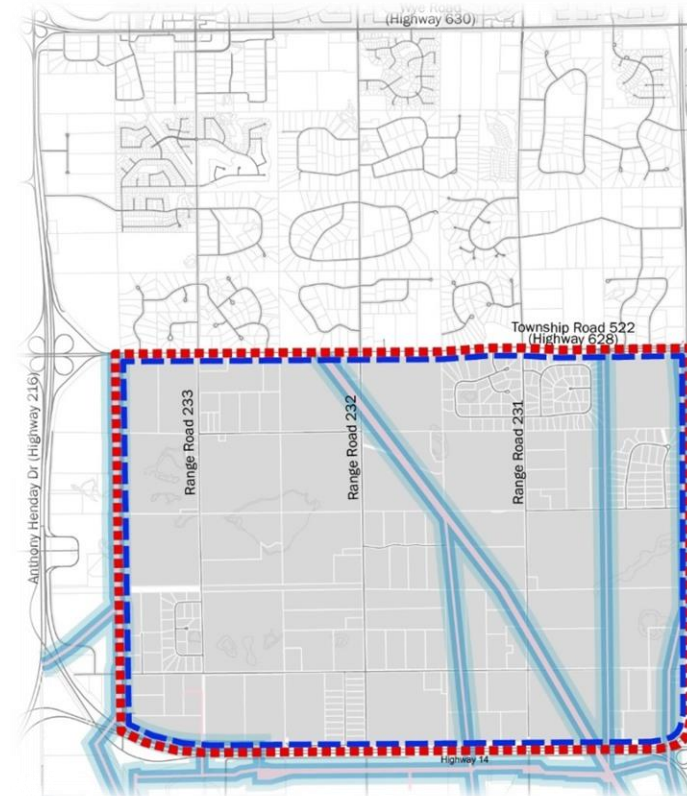 Wye Road
(Highway 630)
Township Road 522
(Highway 628)
Anthony Henday Dr (Highway 216)
Range Road 233
Range Road 232
Range Road 231
Highway 14